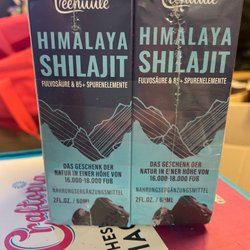 HIMALAYA
SHILAJIT
FULVOSÄURE & 85+ SPURENELEMENTE
DAS GESCHENK DER
NATUR IN EINER HÖHE VON
16.000-18.000 FUß
NAHRUNGSERGÄNZUNGSMITTEL
2FL.OZ. / 60ML
HIMALAYA
SHILAJIT
FULVOSÄURE & 85+ SPURENELEMENTE
DAS GESCHENK DER
NATUR IN EINER HÖHE VON
16.000-18.000 FUß
NAHRUNGSERGÄNZUNGSMITTEL
2FL.OZ. / 60ML